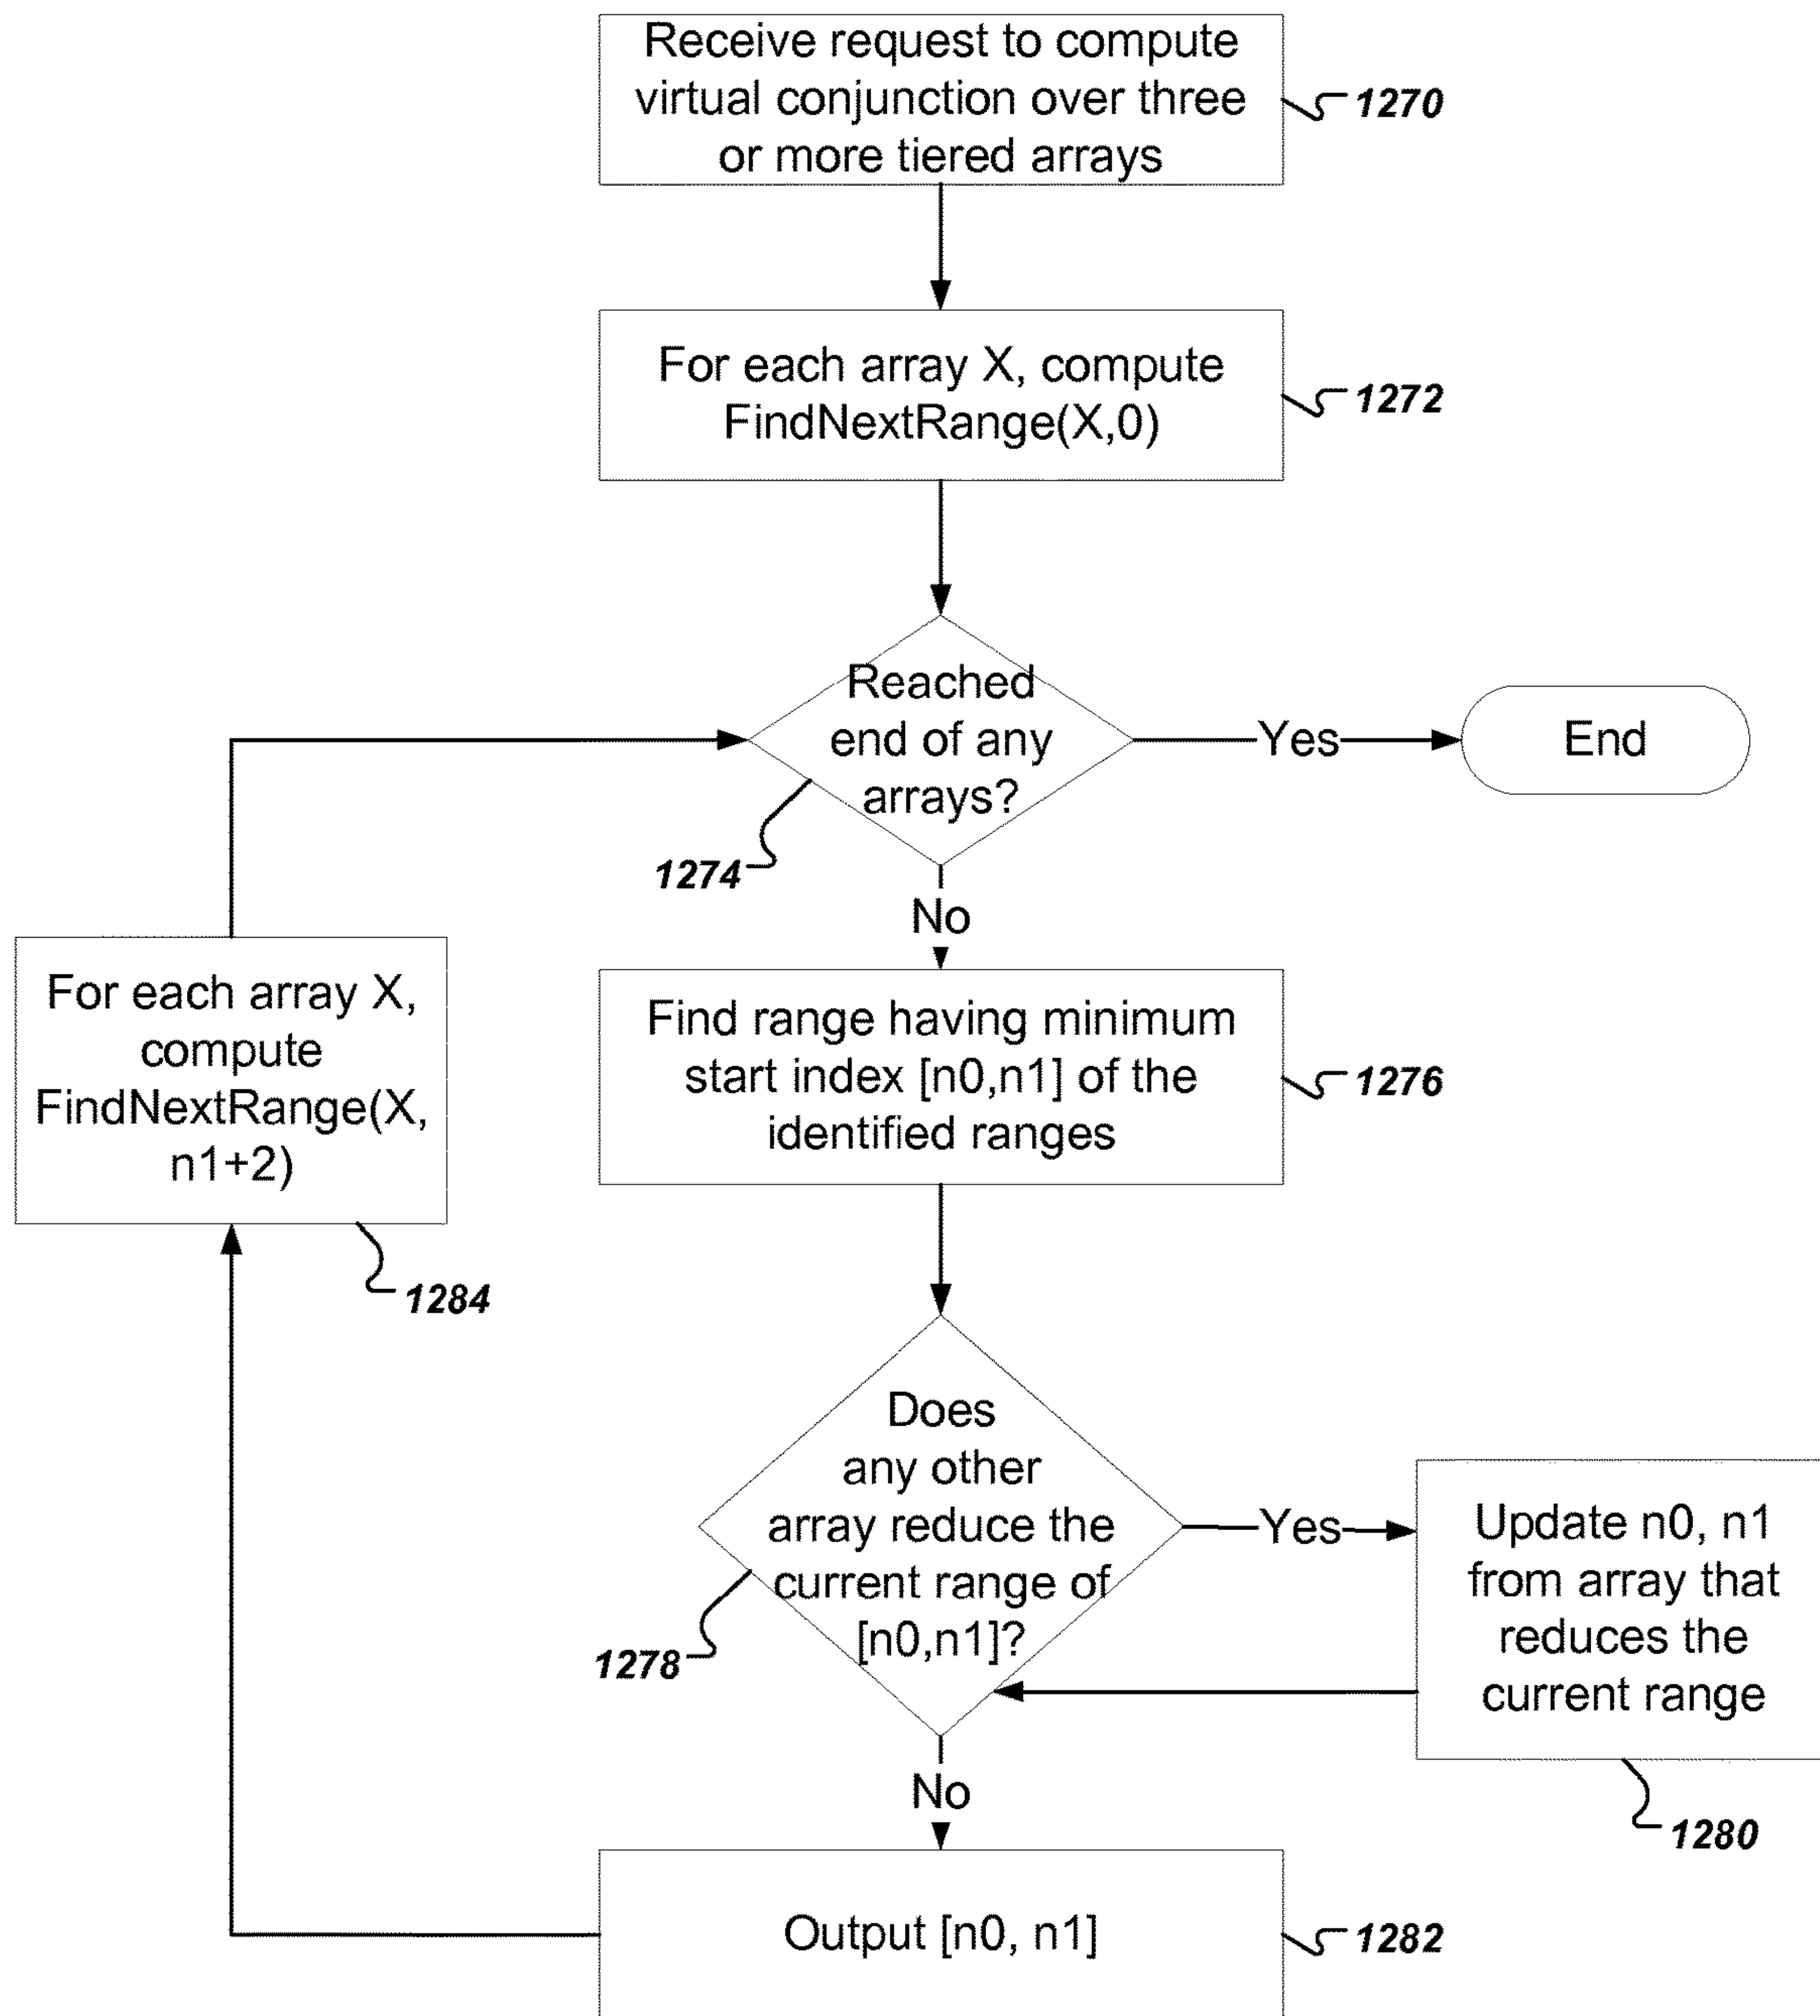 Receive request to compute
virtual conjunction over three
or more tiered arrays
1270
For each array X, compute
FindNextRange(X,0)
1272
Reached
end of any
arrays?
1274
Yes
End
No
For each array X,
compute
FindNextRange(X,
n1+2)
1284
Find range having minimum
start index [n0,n1] of the
identified ranges
1276
Does
any other
array reduce the
current range of
[n0,n1]?
1278
Yes
Update n0, n1
from array that
reduces the
current range
1280
No
Output [n0, n1]
1282